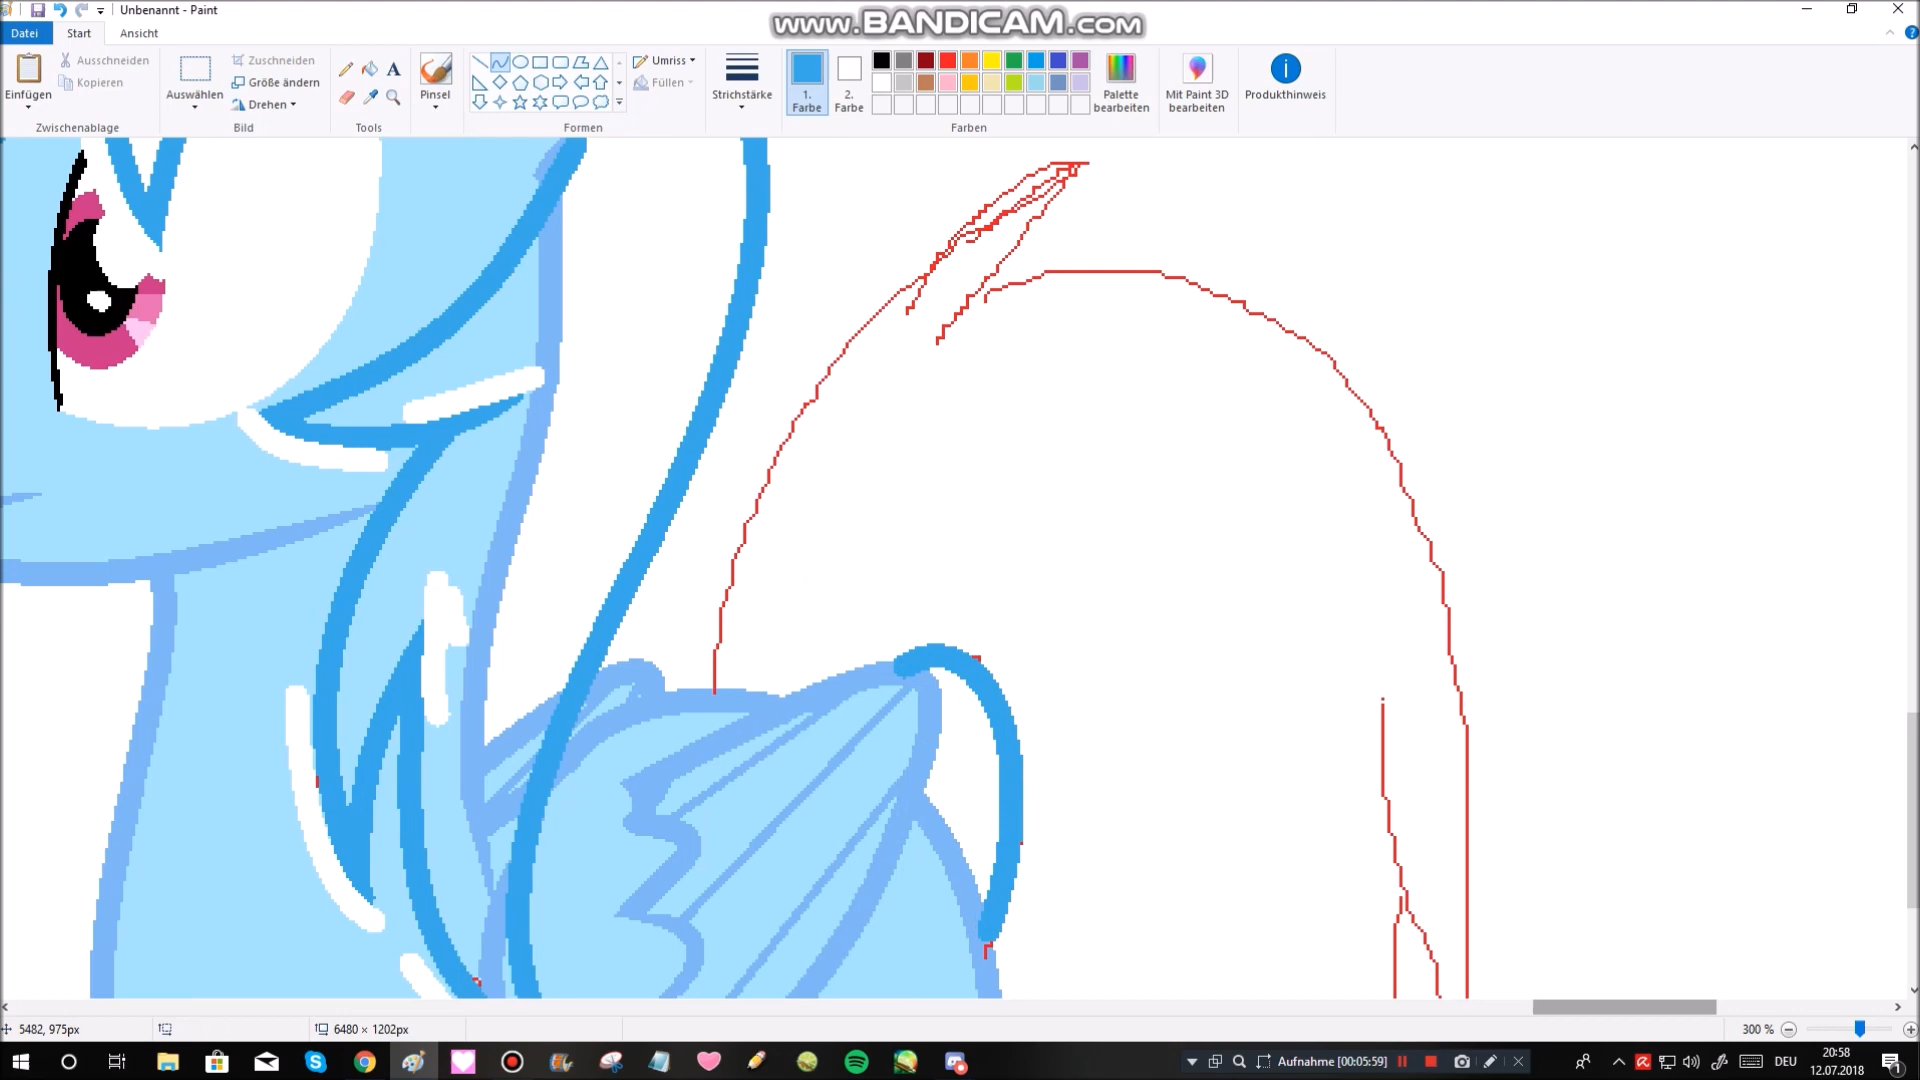 Unbenannt - Paint
www.BANDICAM.com
Datei
Start
Ansicht
Einfügen
Ausschneiden
Kopieren
Zwischenablage
Auswählen
Zuschneiden
Größe ändern
Drehen
Bild
A
Tools
Pinsel
Formen
Umriss
Füllen
Strichstärke
1.
Farbe
2.
Farbe
Farben
Palette
bearbeiten
Mit Paint 3D
bearbeiten
Produkthinweis
5482, 975px
6480 × 1202px
300 %
Aufnahme [00:05:59]
DEU
20:58
12.07.2018
1